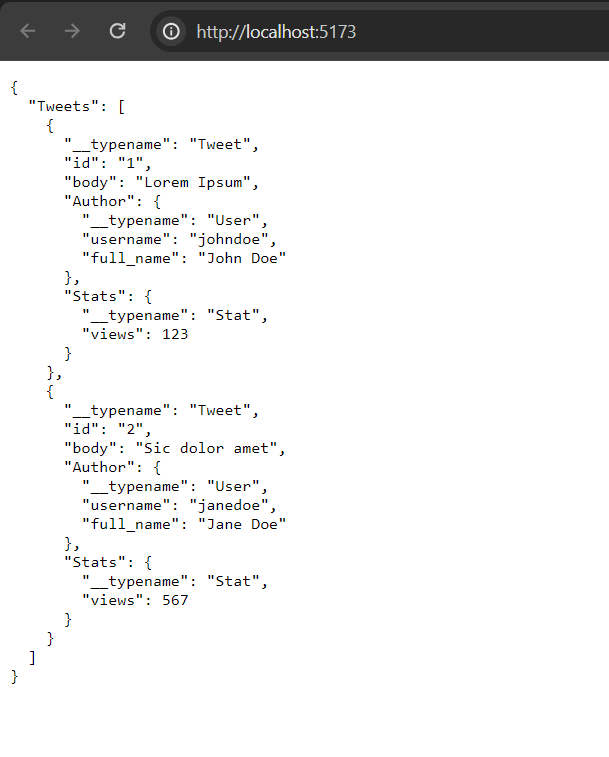 http://localhost:5173
{
  "Tweets": [
    {
      "__typename": "Tweet",
      "id": "1",
      "body": "Lorem Ipsum",
      "Author": {
        "__typename": "User",
        "username": "johndoe",
        "full_name": "John Doe"
      },
      "Stats": {
        "__typename": "Stat",
        "views": 123
      }
    },
    {
      "__typename": "Tweet",
      "id": "2",
      "body": "Sic dolor amet",
      "Author": {
        "__typename": "User",
        "username": "janedoe",
        "full_name": "Jane Doe"
      },
      "Stats": {
        "__typename": "Stat",
        "views": 567
      }
    }
  ]
}